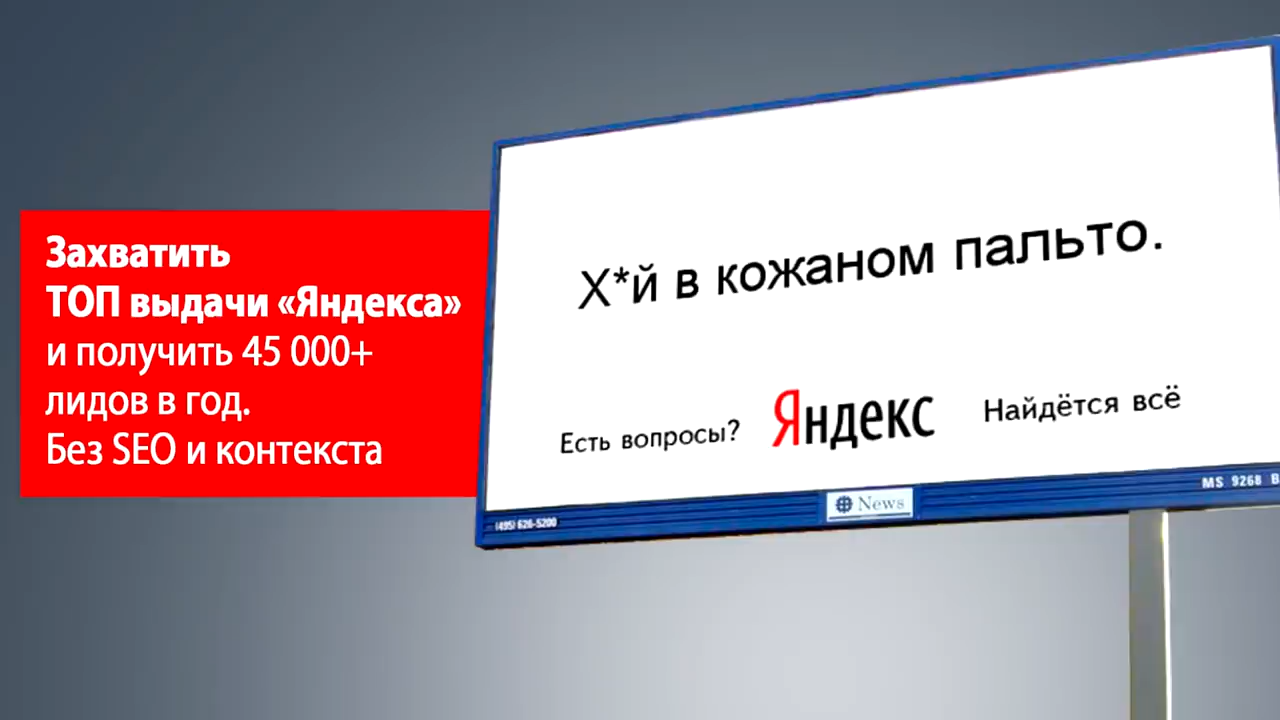 Захватить
ТОП выдачи «Яндекса»
и получить 45 000+
лидов в год.
Без SEO и контекста
Х*й в кожаном пальто.
Есть вопросы? Яндекс Найдётся всё
(495) 626-5200 News MS 9268 B